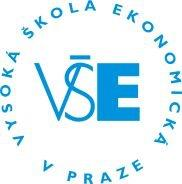 VYSOKÁ ŠKOLA EKONOMICKÁ
V PRAZE
VŠE